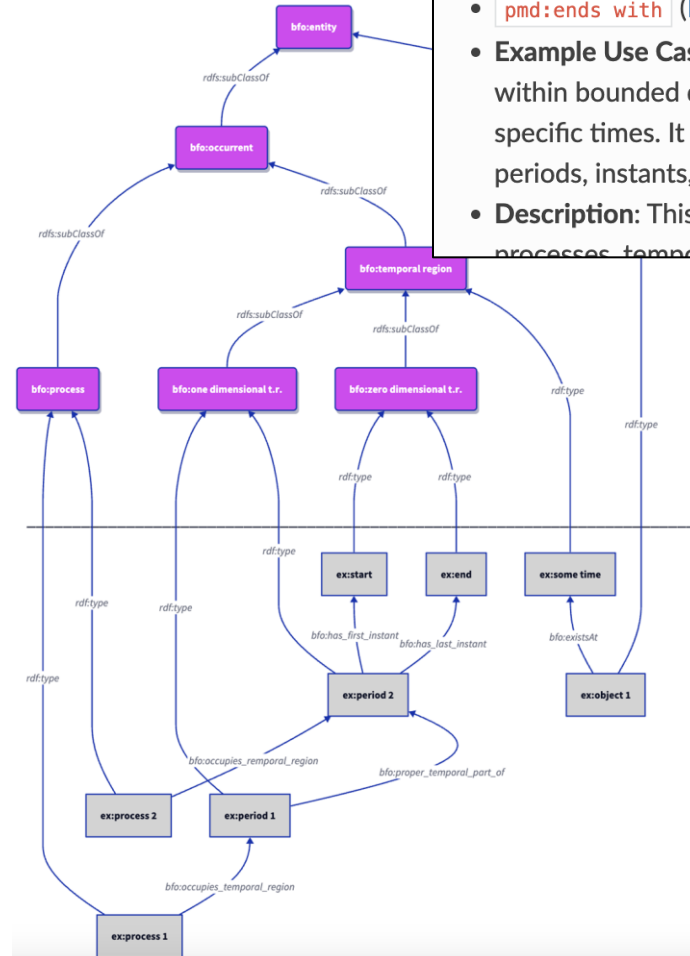 bfo:entity
pmd:ends with (
Example Use Cas
within bounded
specific times. It
periods, instants,
Description: This
processes, tempo
rdfs:subClassOf
bfo:occurrent
rdfs:subClassOf
rdfs:subClassOf
bfo:temporal region
rdfs:subClassOf
rdfs:subClassOf
bfo:process
bfo:one dimensional t.r.
bfo:zero dimensional t.r.
rdf:type
rdf:type
rdf:type
rdf:type
rdf:type
ex:start
ex:end
ex:some time
rdf:type
rdf:type
bfo:has_first_instant
bfo:has_last_instant
bfo:existsAt
rdf:type
ex:period 2
ex:object 1
bfo:occupies_remporal_region
bfo:proper_temporal_part_of
ex:process 2
ex:period 1
bfo:occupies_temporal_region
ex:process 1